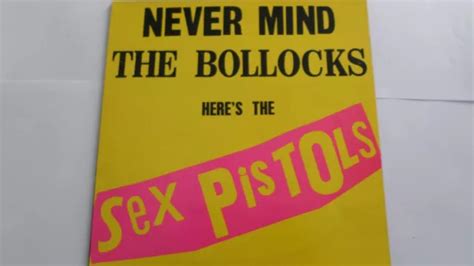 NEVER MIND
THE BOLLOCKS
HERE'S THE
Sex PiSTOLs